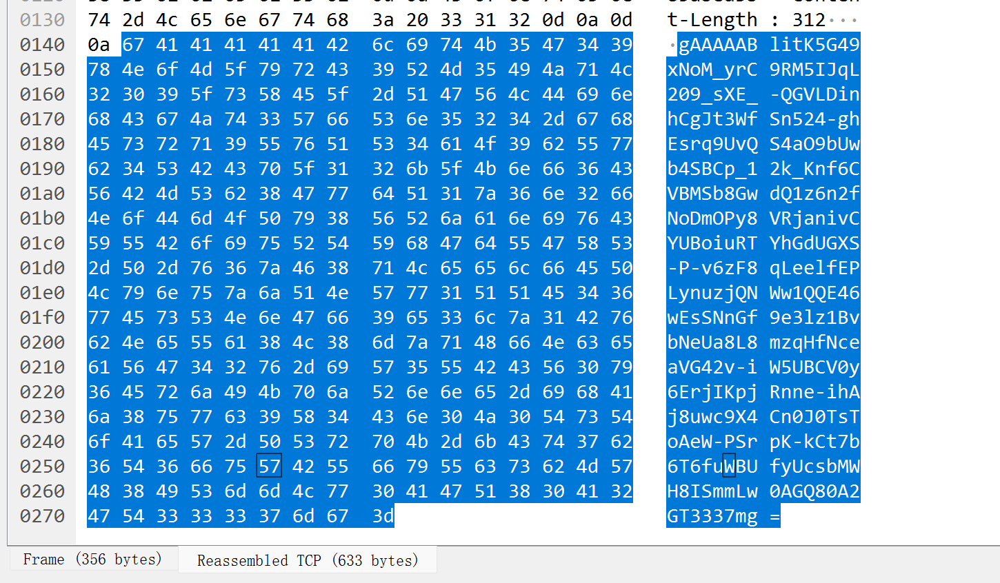 0130 74 2d 4c 65 6e 67 74 68 3a 20 33 31 32 0d 0a 0d t-Length : 312···
0140 0a 67 41 41 41 41 41 42 6c 69 74 4b 35 47 34 39 ·gAAAAAB litK5G49
0150 78 4e 6f 4d 5f 79 72 43 39 52 4d 35 49 4a 71 4c xNoM_yrC 9RM5IJqL
0160 32 30 39 5f 73 58 45 5f 2d 51 47 56 4c 44 69 6e 209_sXE_ -QGVLDin
0170 68 43 67 4a 74 33 57 66 53 6e 35 32 34 2d 67 68 hCgJt3Wf Sn524-gh
0180 45 73 72 71 39 55 76 51 53 34 61 4f 39 62 55 77 Esrq9UvQ S4aO9bUw
0190 62 34 53 42 43 70 5f 31 32 6b 5f 4b 6e 66 36 43 b4SBCp_1 2k_Knf6C
01a0 56 42 4d 53 62 38 47 77 64 51 31 7a 36 6e 32 66 VBMSb8Gw dQ1z6n2f
01b0 4e 6f 44 6d 4f 50 79 38 56 52 6a 61 6e 69 76 43 NoDmOPy8 VRjanivC
01c0 59 55 42 6f 69 75 52 54 59 68 47 64 55 47 58 53 YUBoiuRT YhGdUGXS
01d0 2d 50 2d 76 36 7a 46 38 71 4c 65 65 6c 66 45 50 -P-v6zF8 qLeelfEP
01e0 4c 79 6e 75 7a 6a 51 4e 57 77 31 51 51 45 34 36 LynuzjQN Ww1QQE46
01f0 77 45 73 53 4e 6e 47 66 39 65 33 6c 7a 31 42 76 wEsSNnGf 9e3lz1Bv
0200 62 4e 65 55 61 38 4c 38 6d 7a 71 48 66 4e 63 65 bNeUa8L8 mzqHfNce
0210 61 56 47 34 32 76 2d 69 57 35 55 42 43 56 30 79 aVG42v-i W5UBCV0y
0220 36 45 72 6a 49 4b 70 6a 52 6e 6e 65 2d 69 68 41 6ErjIKpj Rnne-ihA
0230 6a 38 75 77 63 39 58 34 43 6e 30 4a 30 54 73 54 j8uwc9X4 Cn0J0TsT
0240 6f 41 65 57 2d 50 53 72 70 4b 2d 6b 43 74 37 62 oAeW-PSr pK-kCt7b
0250 36 54 36 66 75 57 42 55 66 79 55 63 73 62 4d 57 6T6fuWBU fyUcsbMW
0260 48 38 49 53 6d 6d 4c 77 30 41 47 51 38 30 41 32 H8ISmmLw 0AGQ80A2
0270 47 54 33 33 33 37 6d 67 3d GT3337mg =
Frame (356 bytes) Reassembled TCP (633 bytes)